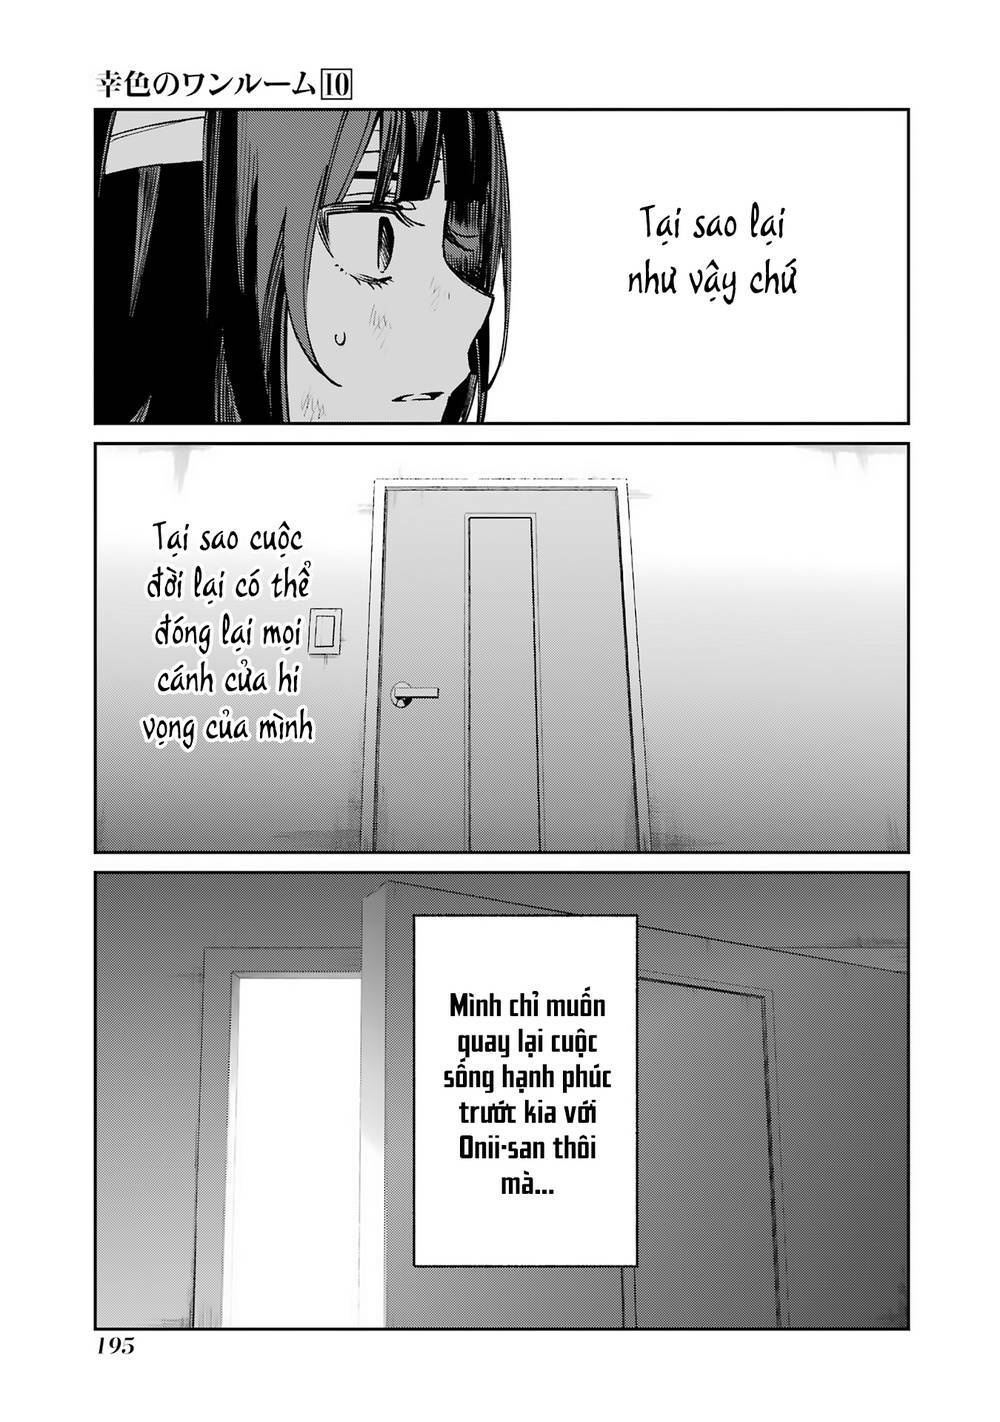 幸色のワンルーム10
Tại sao lại
như vậy chứ
Tại sao cuộc
đời lại có thể
đóng lại mọi
cánh cửa hi
vọng của mình
Mình chỉ muốn
quay lại cuộc
sống hạnh phúc
trước kia với
Onii-san thôi
mà...
195